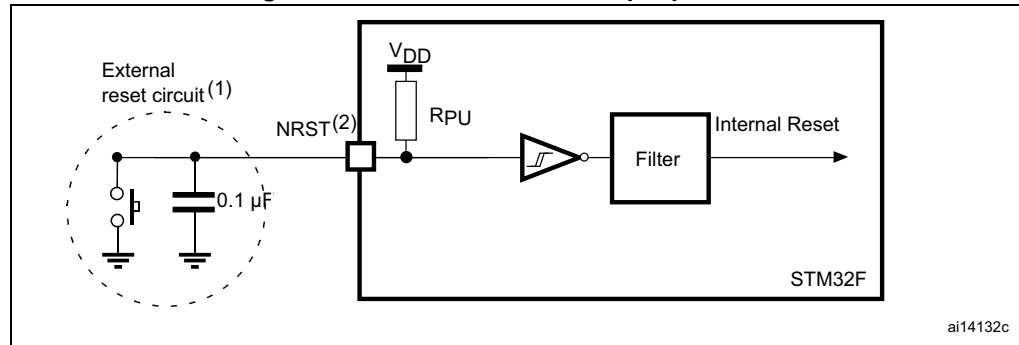 External
reset circuit(1)
NRST(2)
VDD
RPU
0.1 µF
Filter
Internal Reset
STM32F
ai14132c